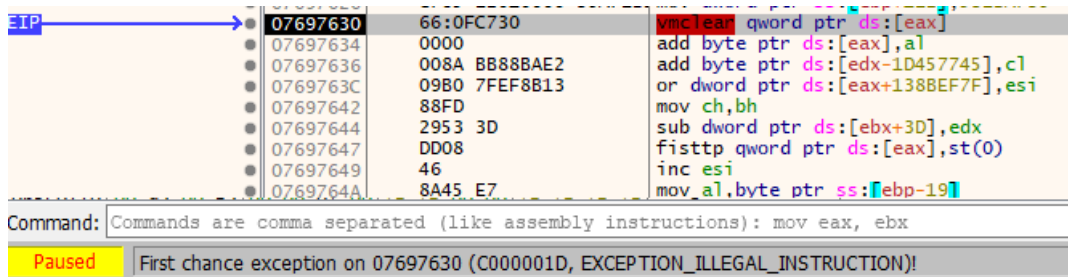 EIP 07697630 66:0FC730 vmclear qword ptr ds:[eax]
07697634 0000 add byte ptr ds:[eax],al
07697636 008A BB88BAE2 add byte ptr ds:[edx-1D457745],cl
0769763C 09B0 7FEF8B13 or dword ptr ds:[eax+138BEF7F],esi
07697642 88FD mov ch,bh
07697644 2953 3D sub dword ptr ds:[ebx+3D],edx
07697647 DD08 fisttp qword ptr ds:[eax],st(0)
07697649 46 inc esi
0769764A 8A45 E7 mov al,byte ptr ss:[ebp-19]
Command: Commands are comma separated (like assembly instructions): mov eax, ebx
Paused First chance exception on 07697630 (C000001D, EXCEPTION_ILLEGAL_INSTRUCTION)!